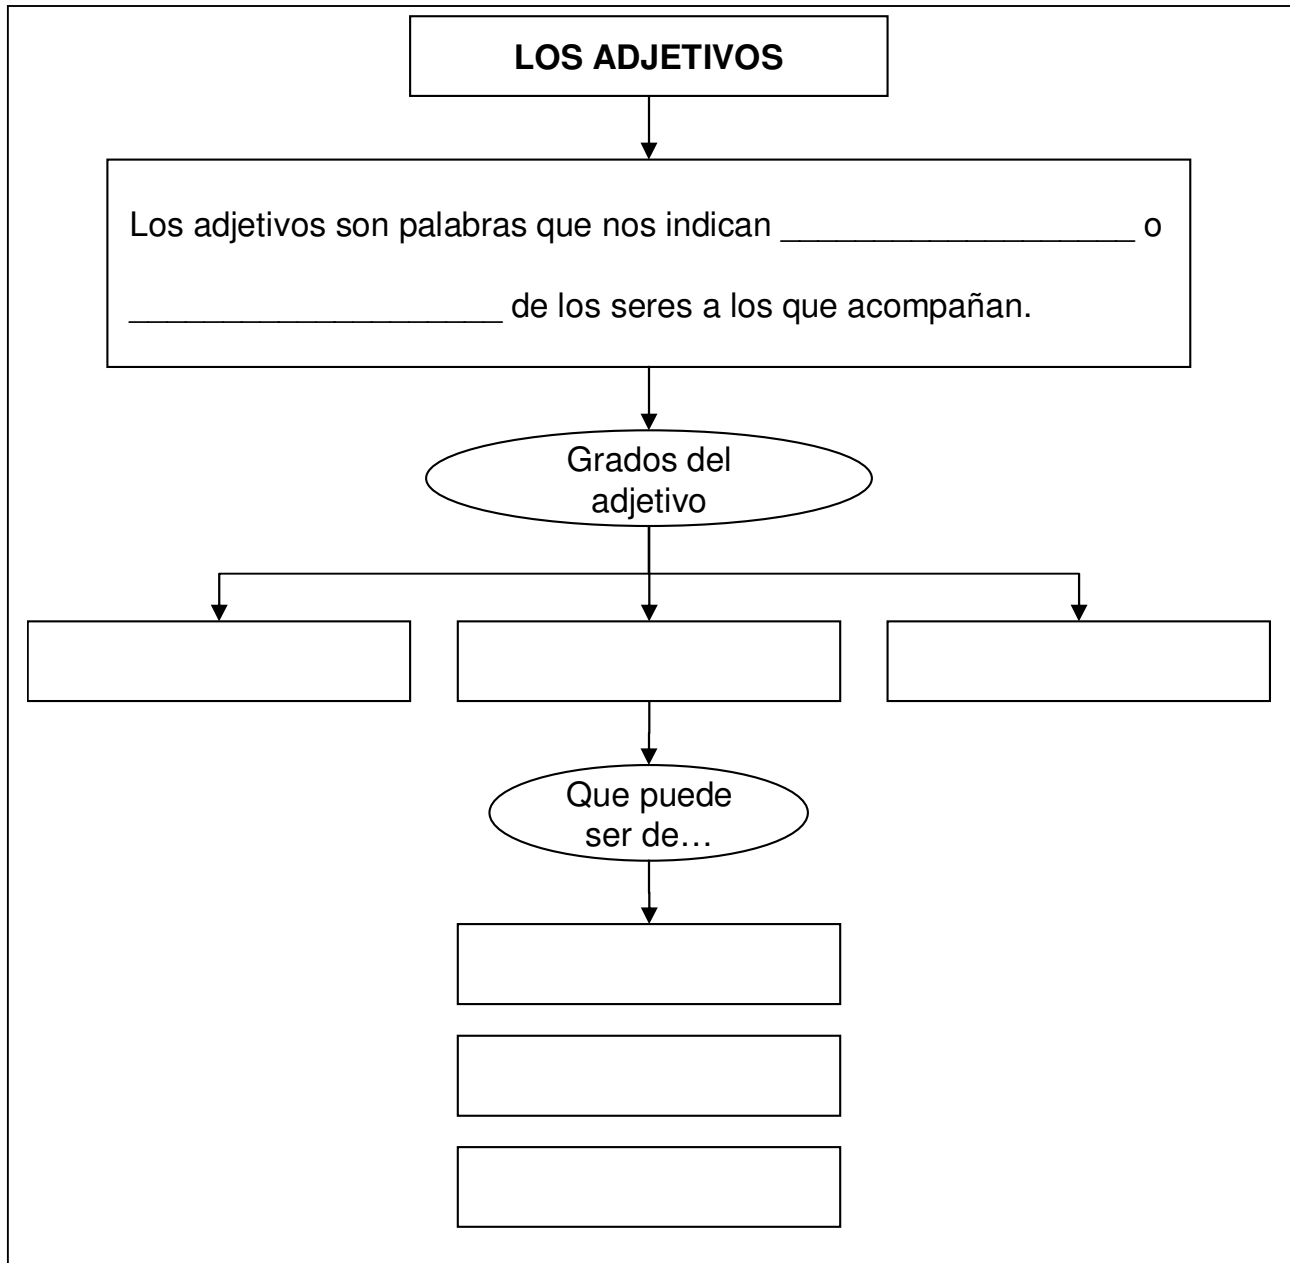 LOS ADJETIVOS
Los adjetivos son palabras que nos indican ___________________ o
____________________ de los seres a los que acompañan.
Grados del
adjetivo
Que puede
ser de…